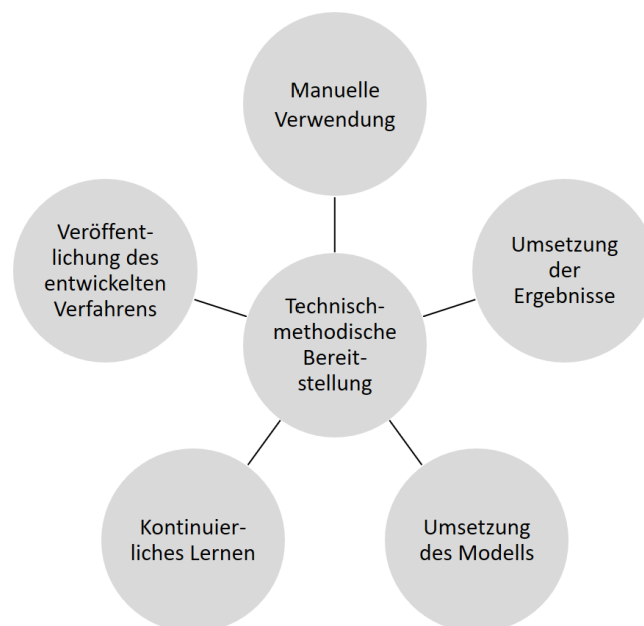 Manuelle
Verwendung
Veröffent-
lichung des
entwickelten
Verfahrens
Umsetzung
der
Ergebnisse
Technisch-
methodische
Bereit-
stellung
Kontinuier-
liches Lernen
Umsetzung
des Modells